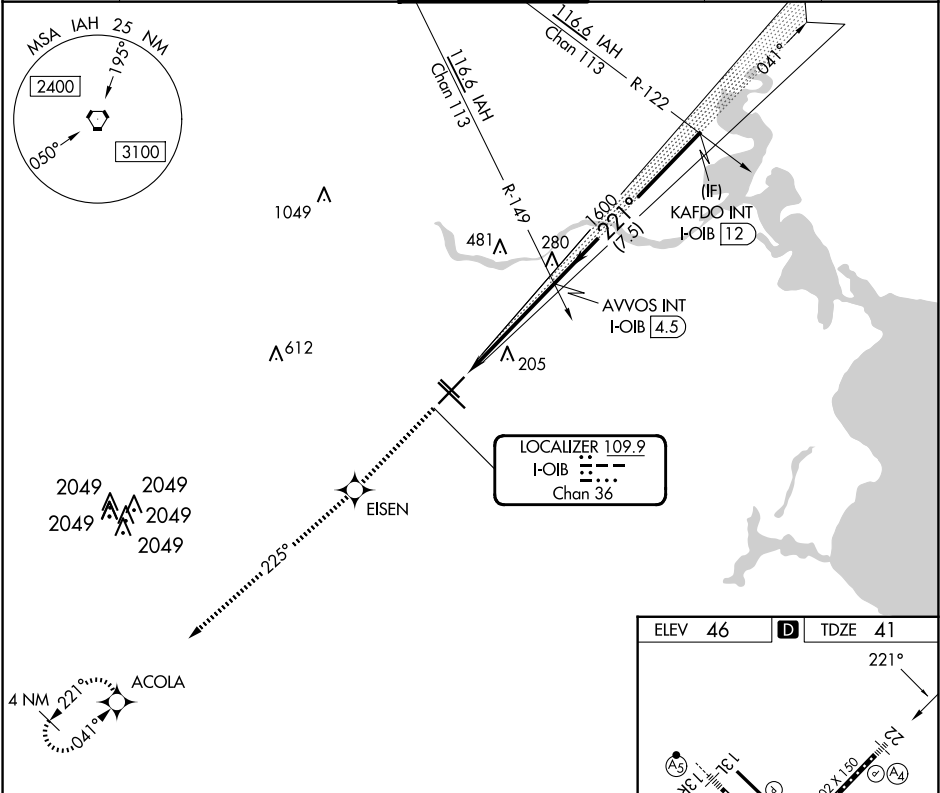 MSA IAH 25 NM
195°
2400
050°
3100
116.6 IAH
Chan 113
R-149
116.6 IAH
Chan 113
R-122
041°
(IF)
KAFDO INT
I-OIB 12
1600
221°
(7.5)
1049
481
280
AVVOS INT
I-OIB 4.5
612
205
LOCALIZER 109.9
I-OIB
Chan 36
2049
2049
2049
2049
2049
EISEN
225°
ACOLA
4 NM
221°
041°
ELEV 46
D
TDZE 41
221°
22
A5
13L
A4